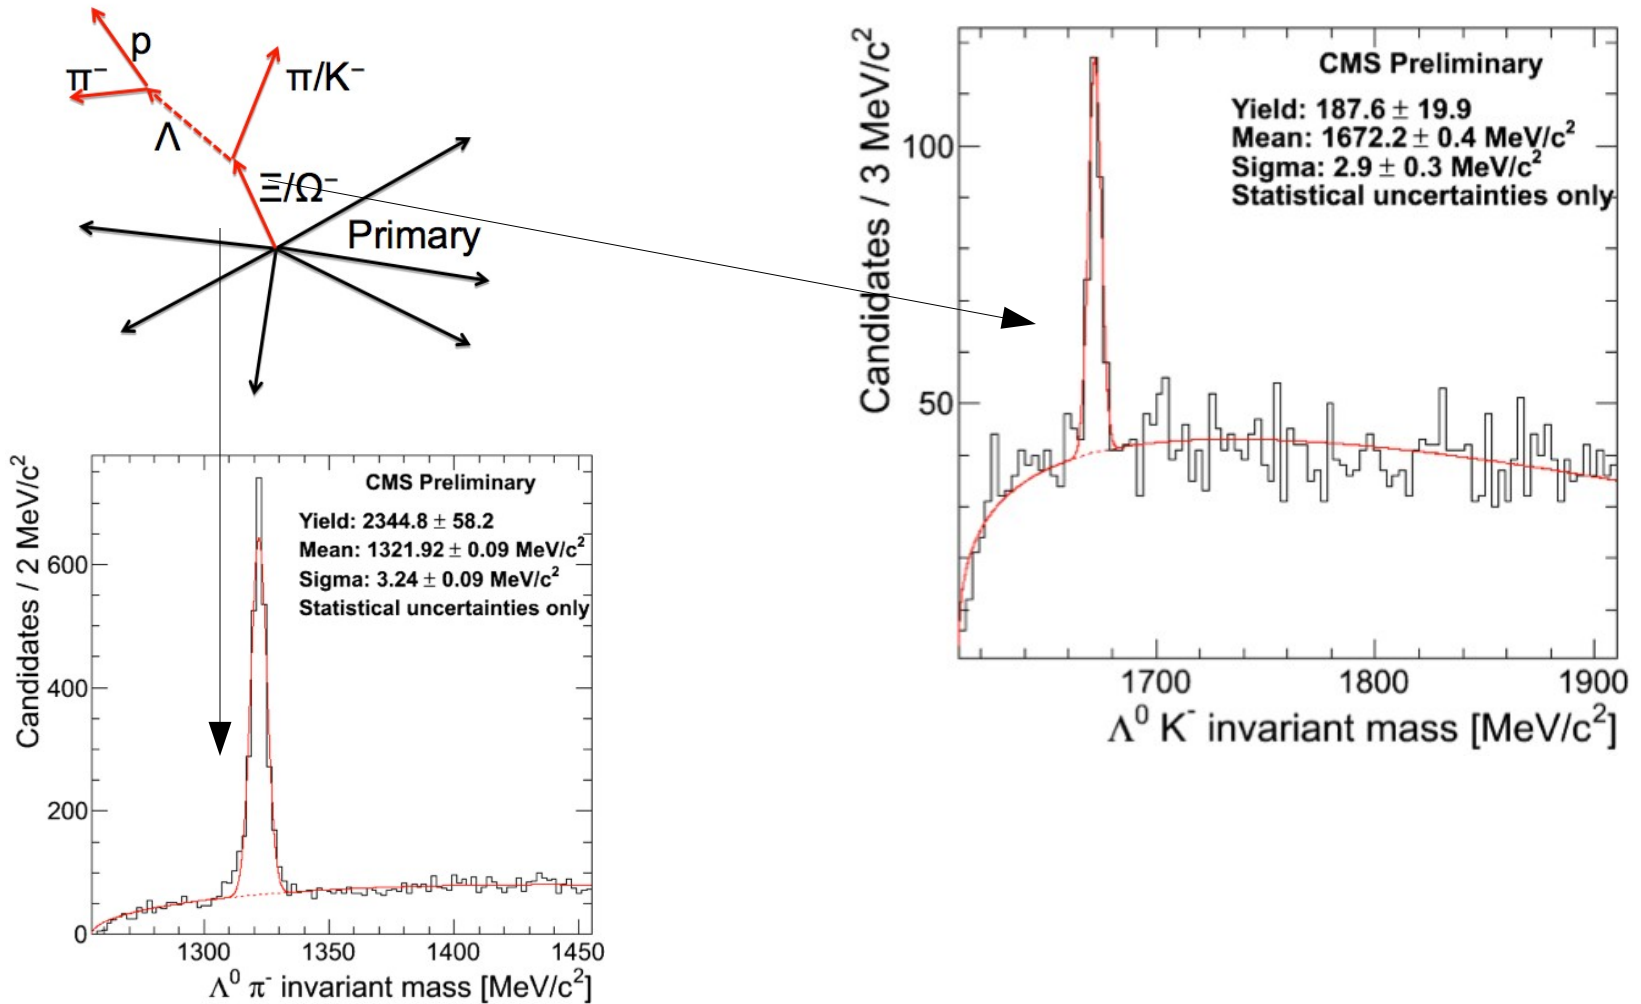 p
π⁻
π/K⁻
Λ
Ξ/Ω⁻
Primary
Candidates / 3 MeV/c²
CMS Preliminary
Yield: 187.6 ± 19.9
Mean: 1672.2 ± 0.4 MeV/c²
Sigma: 2.9 ± 0.3 MeV/c²
Statistical uncertainties only
100
50
1700 1800 1900
Λ⁰ K⁻ invariant mass [MeV/c²]
Candidates / 2 MeV/c²
CMS Preliminary
Yield: 2344.8 ± 58.2
Mean: 1321.92 ± 0.09 MeV/c²
Sigma: 3.24 ± 0.09 MeV/c²
Statistical uncertainties only
600
400
200
0
1300 1350 1400 1450
Λ⁰ π⁻ invariant mass [MeV/c²]